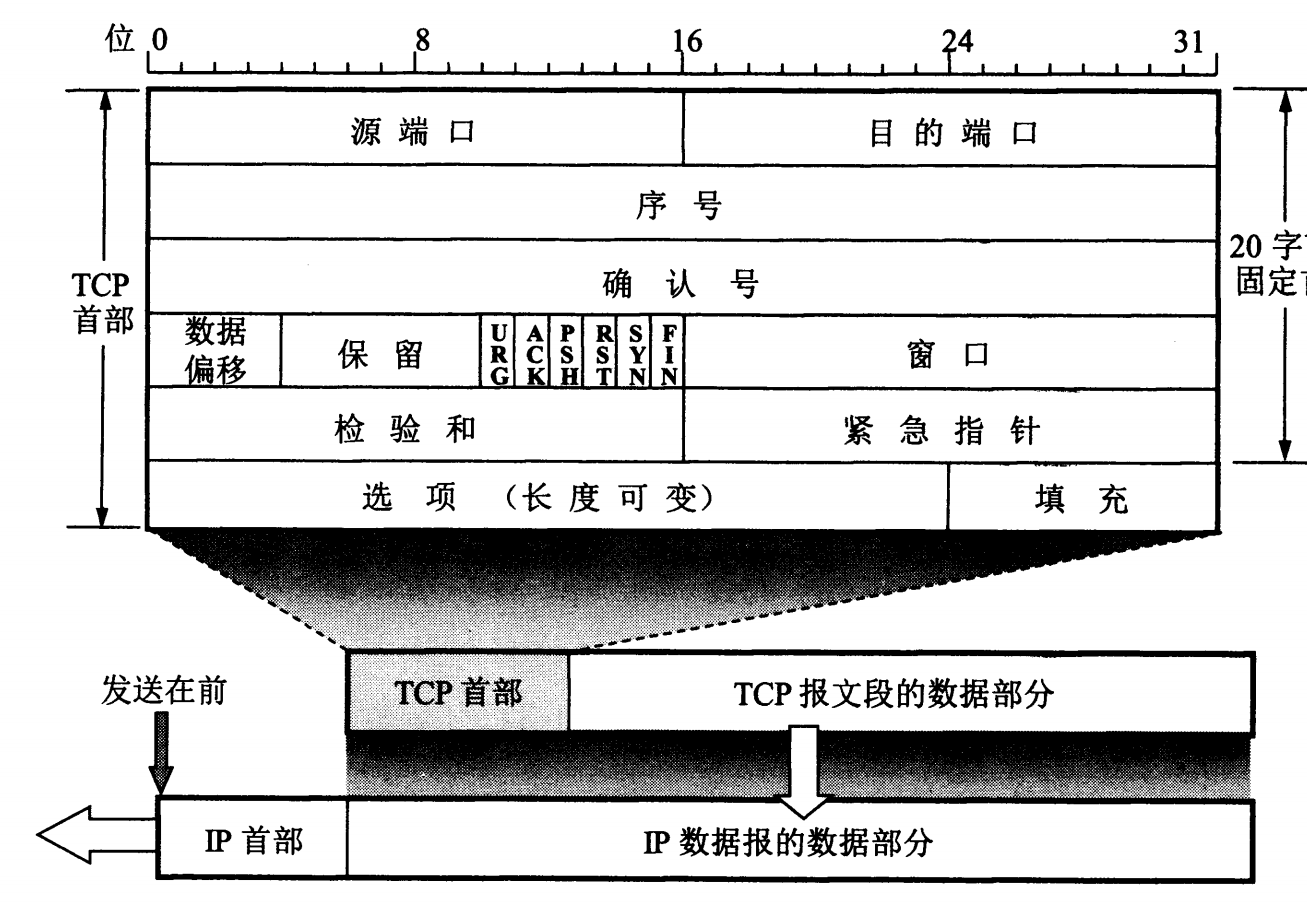 位 0 8 16 24 31
源端口 目的端口
序号
确认号
TCP
首部
20 字
固定
数据
偏移
保留
URG
ACK
PSH
RST
SYN
FIN
窗口
检验和 紧急指针
选项 （长度可变） 填充
发送在前
TCP 首部 TCP 报文段的数据部分
IP 首部 IP 数据报的数据部分